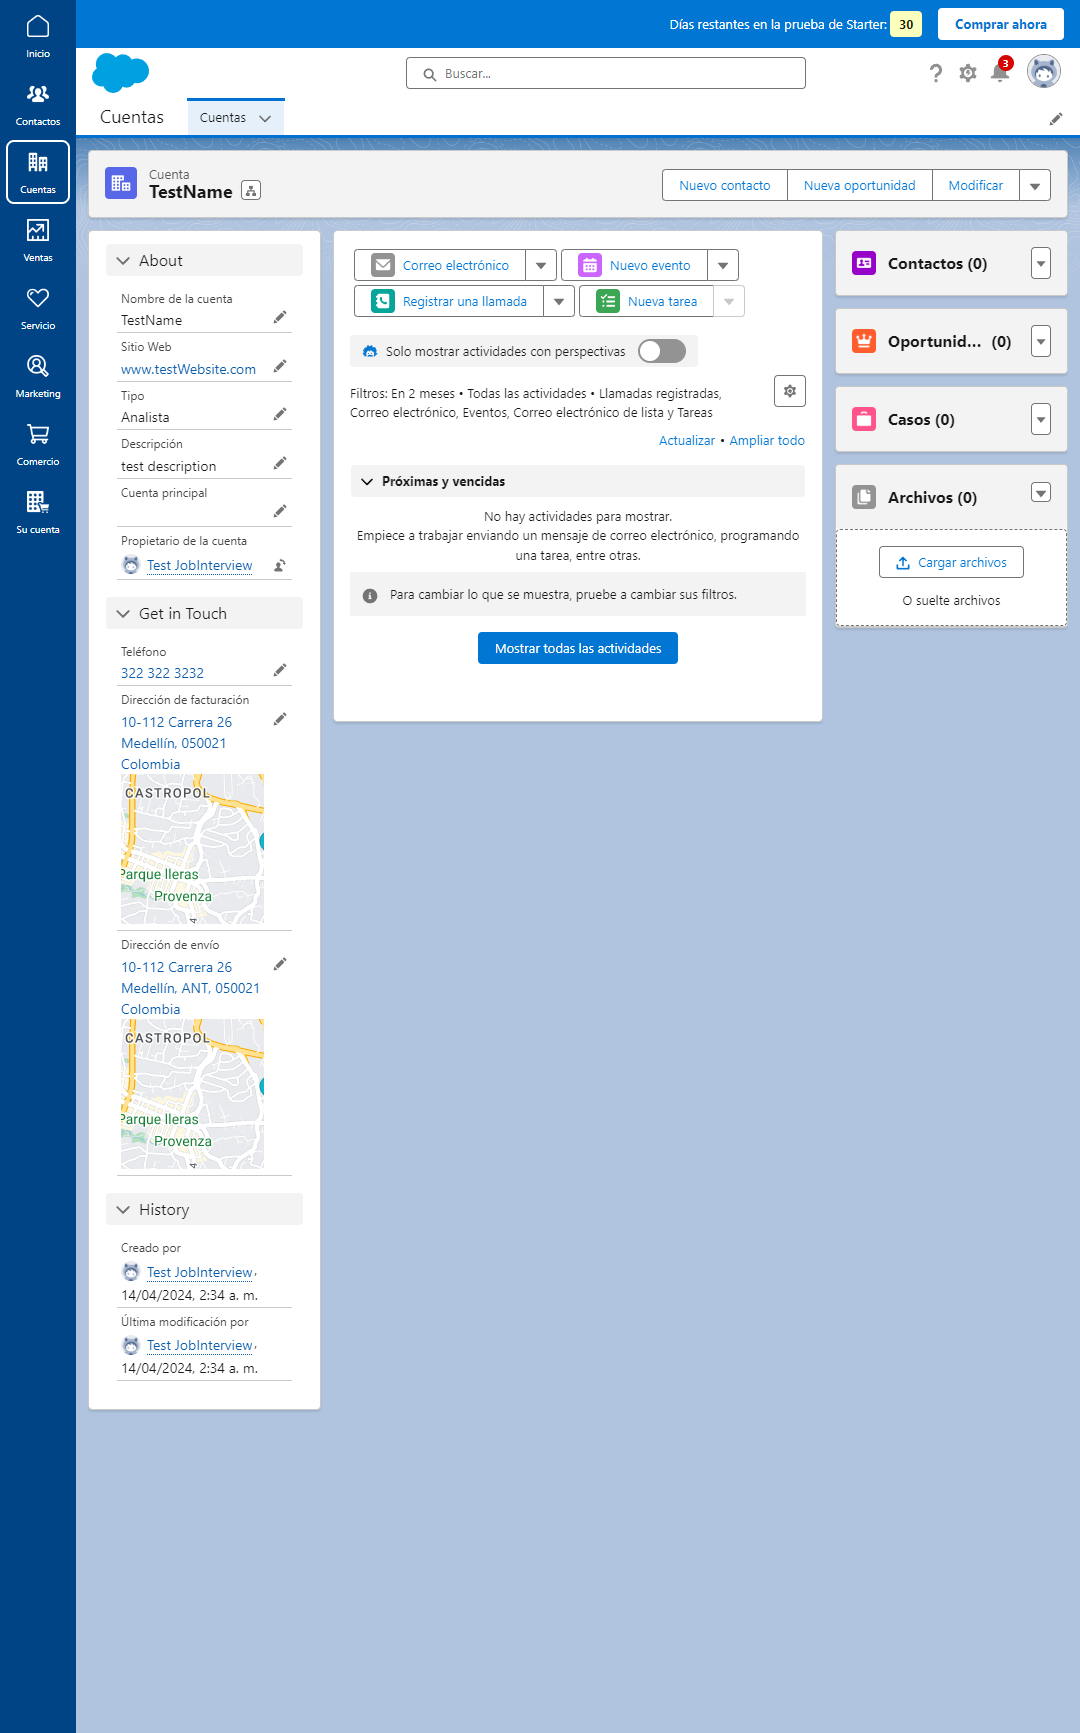 Inicio
Contactos
Cuentas
Ventas
Servicio
Marketing
Comercio
Su cuenta
Días restantes en la prueba de Starter: 30 Comprar ahora
Buscar...
3
Cuentas Cuentas
Cuenta
TestName
Nuevo contacto Nueva oportunidad Modificar
About
Nombre de la cuenta
TestName
Sitio Web
www.testWebsite.com
Tipo
Analista
Descripción
test description
Cuenta principal
Propietario de la cuenta
Test JobInterview
Get in Touch
Teléfono
322 322 3232
Dirección de facturación
10-112 Carrera 26
Medellín, 050021
Colombia
CASTROPOL
Parque lleras
Provenza
4
Dirección de envío
10-112 Carrera 26
Medellín, ANT, 050021
Colombia
CASTROPOL
Parque lleras
Provenza
4
History
Creado por
Test JobInterview,
14/04/2024, 2:34 a. m.
Última modificación por
Test JobInterview,
14/04/2024, 2:34 a. m.
Correo electrónico Nuevo evento
Registrar una llamada Nueva tarea
Solo mostrar actividades con perspectivas
Filtros: En 2 meses • Todas las actividades • Llamadas registradas,
Correo electrónico, Eventos, Correo electrónico de lista y Tareas
Actualizar • Ampliar todo
Próximas y vencidas
No hay actividades para mostrar.
Empiece a trabajar enviando un mensaje de correo electrónico, programando
una tarea, entre otras.
Para cambiar lo que se muestra, pruebe a cambiar sus filtros.
Mostrar todas las actividades
Contactos (0)
Oportunid... (0)
Casos (0)
Archivos (0)
Cargar archivos
O suelte archivos